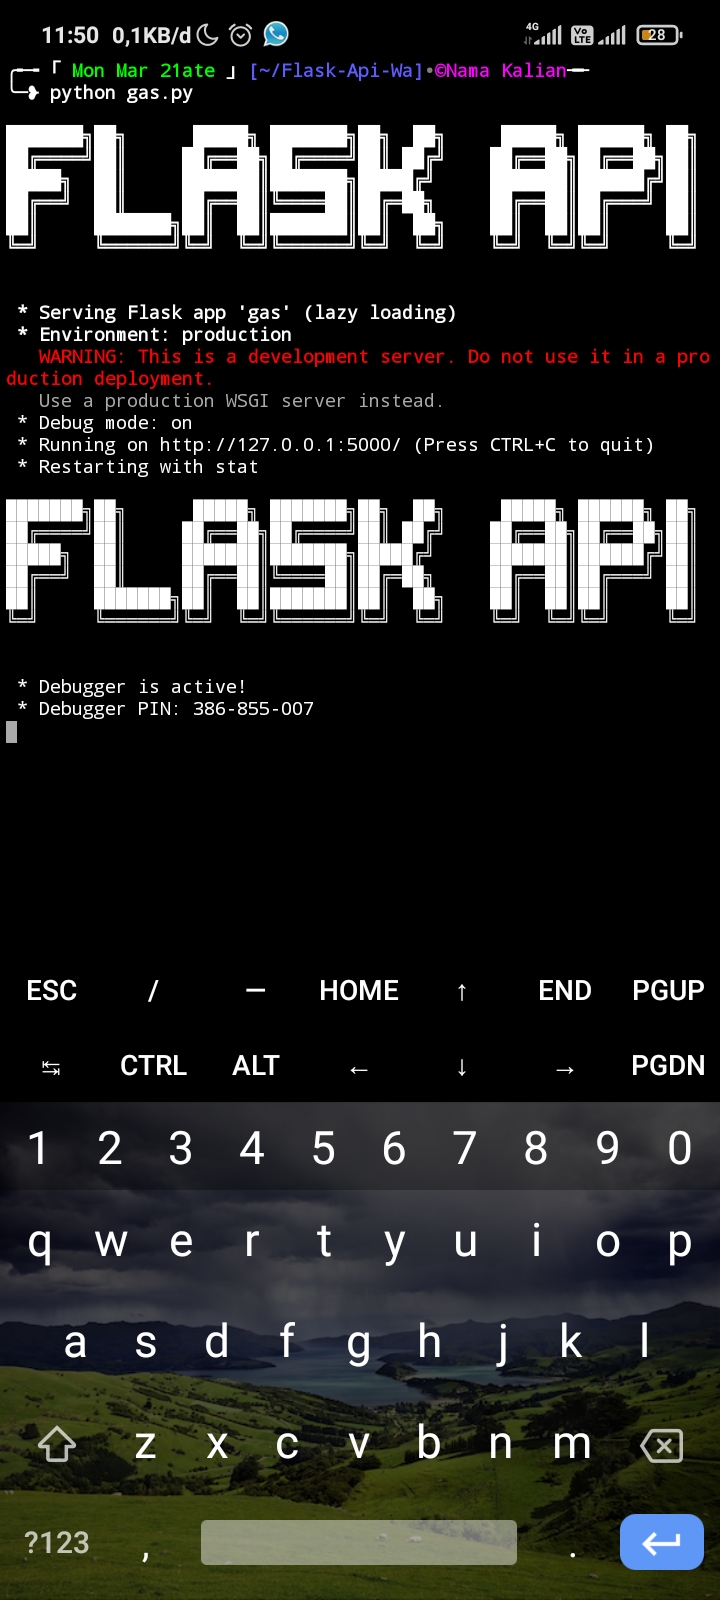 11:50 0,1KB/d 4G Vo LTE 28
「 Mon Mar 21ate 」 [~/Flask-Api-Wa]•©Nama Kalian
python gas.py
FLASK API
* Serving Flask app 'gas' (lazy loading)
* Environment: production
WARNING: This is a development server. Do not use it in a pro
duction deployment.
Use a production WSGI server instead.
* Debug mode: on
* Running on http://127.0.0.1:5000/ (Press CTRL+C to quit)
* Restarting with stat
FLASK API
* Debugger is active!
* Debugger PIN: 386-855-007
ESC / — HOME ↑ END PGUP
↹ CTRL ALT ← ↓ → PGDN
1 2 3 4 5 6 7 8 9 0
q w e r t y u i o p
a s d f g h j k l
z x c v b n m
?123 , .